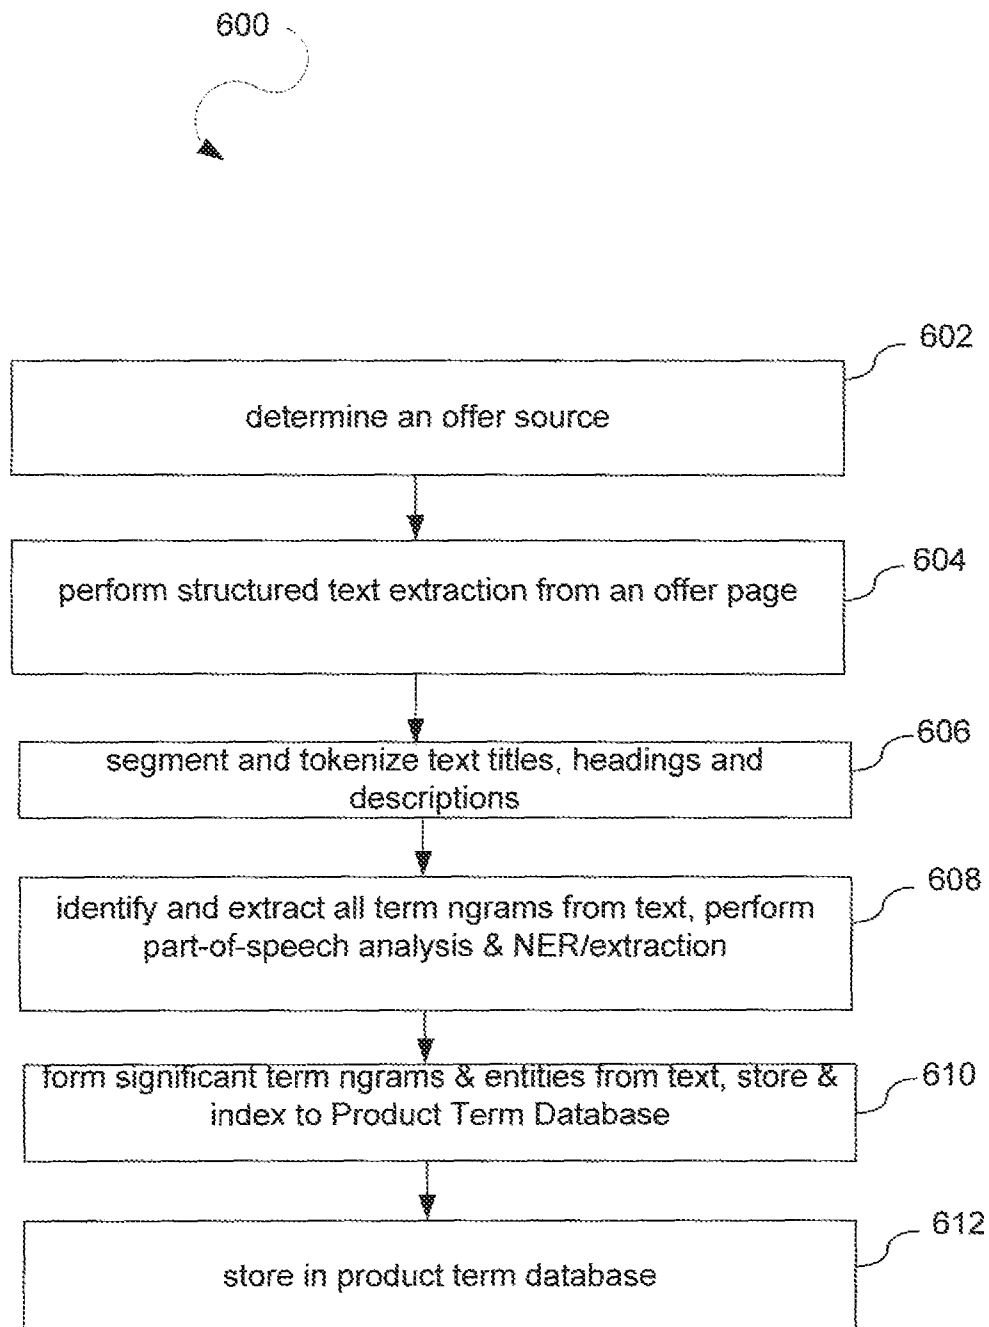 600
602
determine an offer source
604
perform structured text extraction from an offer page
606
segment and tokenize text titles, headings and
descriptions
608
identify and extract all term ngrams from text, perform
part-of-speech analysis & NER/extraction
610
form significant term ngrams & entities from text, store &
index to Product Term Database
612
store in product term database